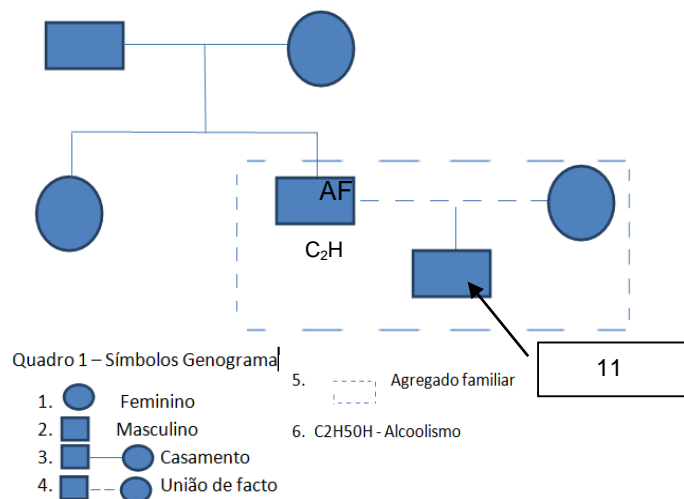 AF
C₂H
11
Quadro 1 – Símbolos Genograma
1. Feminino
2. Masculino
3. Casamento
4. União de facto
5. Agregado familiar
6. C2H50H - Alcoolismo